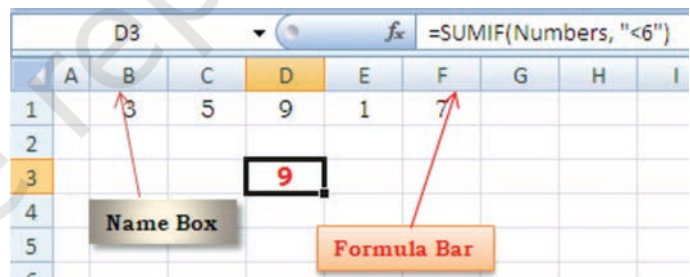 D3 fx =SUMIF(Numbers, "<6")
A B C D E F G H I
1 3 5 9 1 7
2
3 9
4
Name Box
5 Formula Bar